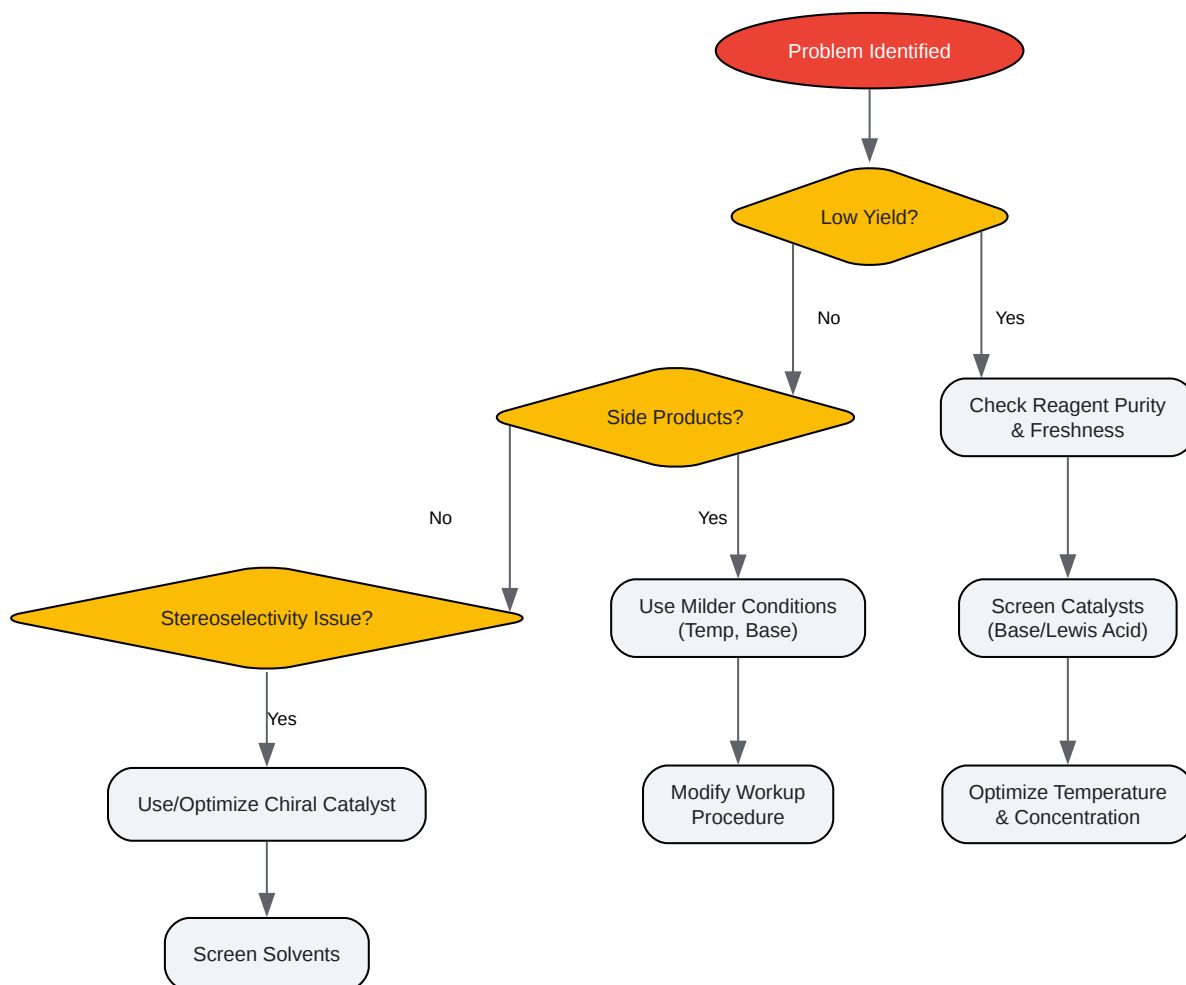 Problem Identified
Low Yield?
No
Yes
Side Products?
Check Reagent Purity
& Freshness
No
Yes
Stereoselectivity Issue?
Use Milder Conditions
(Temp, Base)
Screen Catalysts
(Base/Lewis Acid)
Yes
Use/Optimize Chiral Catalyst
Modify Workup
Procedure
Optimize Temperature
& Concentration
Screen Solvents